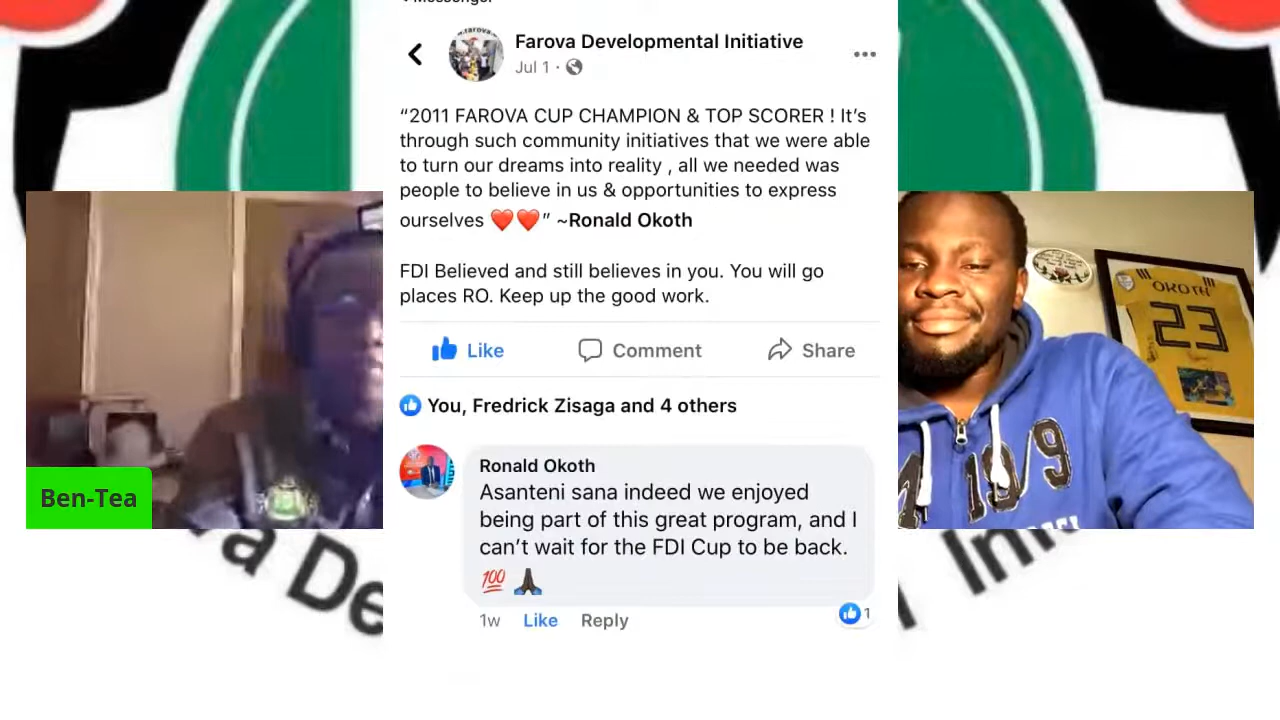 Farova Developmental Initiative
Jul 1 ·
“2011 FAROVA CUP CHAMPION & TOP SCORER ! It’s
through such community initiatives that we were able
to turn our dreams into reality , all we needed was
people to believe in us & opportunities to express
ourselves ❤️❤️” ~Ronald Okoth
FDI Believed and still believes in you. You will go
places RO. Keep up the good work.
Like
Comment
Share
You, Fredrick Zisaga and 4 others
Ronald Okoth
Asanteni sana indeed we enjoyed
being part of this great program, and I
can’t wait for the FDI Cup to be back.
💯 🙏🏿
1w Like Reply
1
Ben-Tea
OKOTH
23